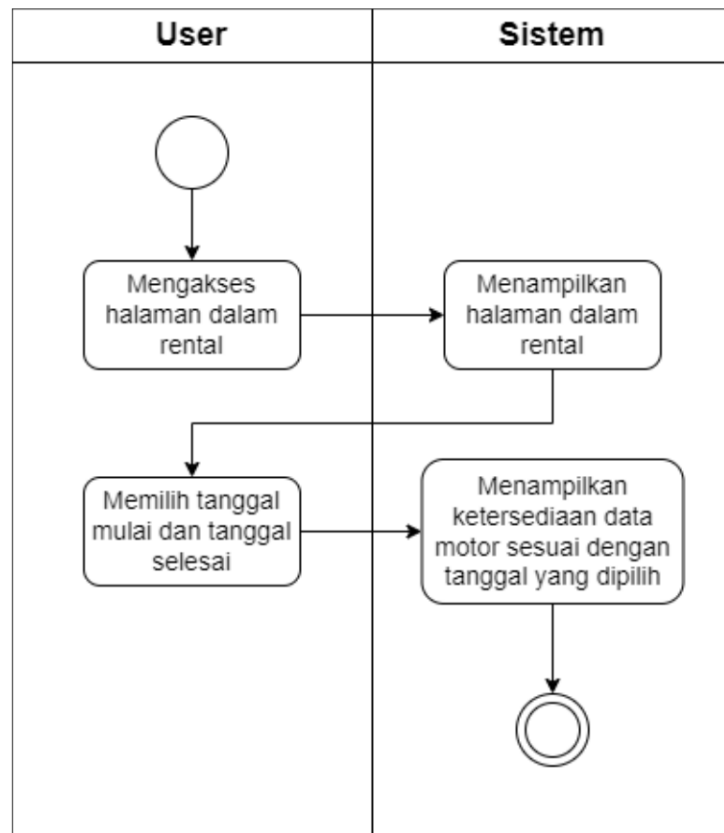 User
Sistem
Mengakses
halaman dalam
rental
Menampilkan
halaman dalam
rental
Memilih tanggal
mulai dan tanggal
selesai
Menampilkan
ketersediaan data
motor sesuai dengan
tanggal yang dipilih